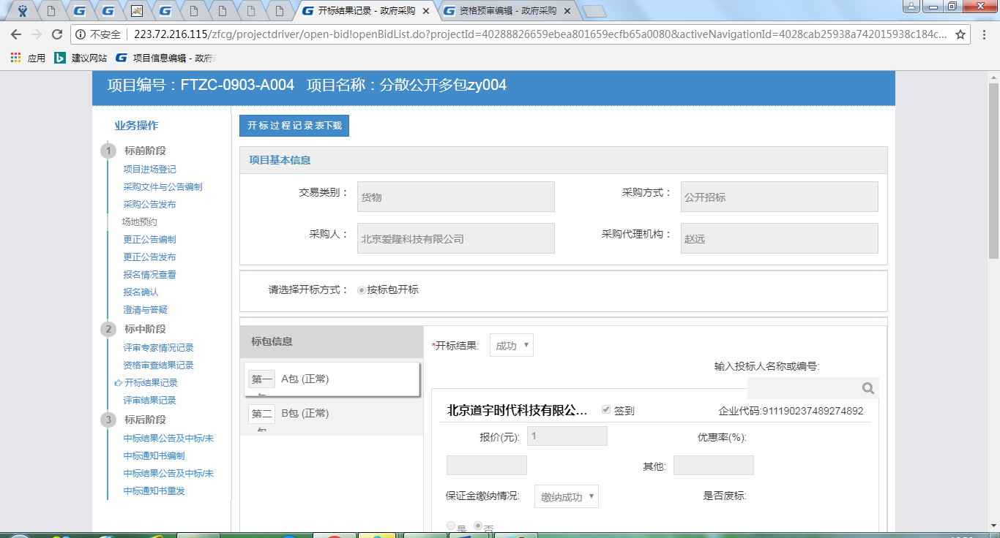 开标结果记录 - 政府采购
资格预审编辑 - 政府采购
不安全
223.72.216.115/zfcg/projectdriver/open-bid!openBidList.do?projectId=40288826659ebea801659ecfb65a0080&activeNavigationId=4028cab25938a742015938c184c...
应用
建议网站
项目信息编辑 - 政府
项目编号：FTZC-0903-A004 项目名称：分散公开多包zy004
业务操作
1 标前阶段
项目进场登记
采购文件与公告编制
采购公告发布
场地预约
更正公告编制
更正公告发布
报名情况查看
报名确认
澄清与答疑
2 标中阶段
评审专家情况记录
资格审查结果记录
开标结果记录
评审结果记录
3 标后阶段
中标结果公告及中标/未
中标通知书编制
中标结果公告及中标/未
中标通知书重发
开标过程记录表下载
项目基本信息
交易类别： 货物
采购方式： 公开招标
采购人： 北京爱隆科技有限公司
采购代理机构： 赵远
请选择开标方式： 按标包开标
标包信息
第一 A包 (正常)
第二 B包 (正常)
*开标结果: 成功
输入投标人名称或编号:
北京道宇时代科技有限公... 签到 企业代码:911190237489274892
报价(元): 1 优惠率(%):
其他:
保证金缴纳情况: 缴纳成功 是否废标:
是 否